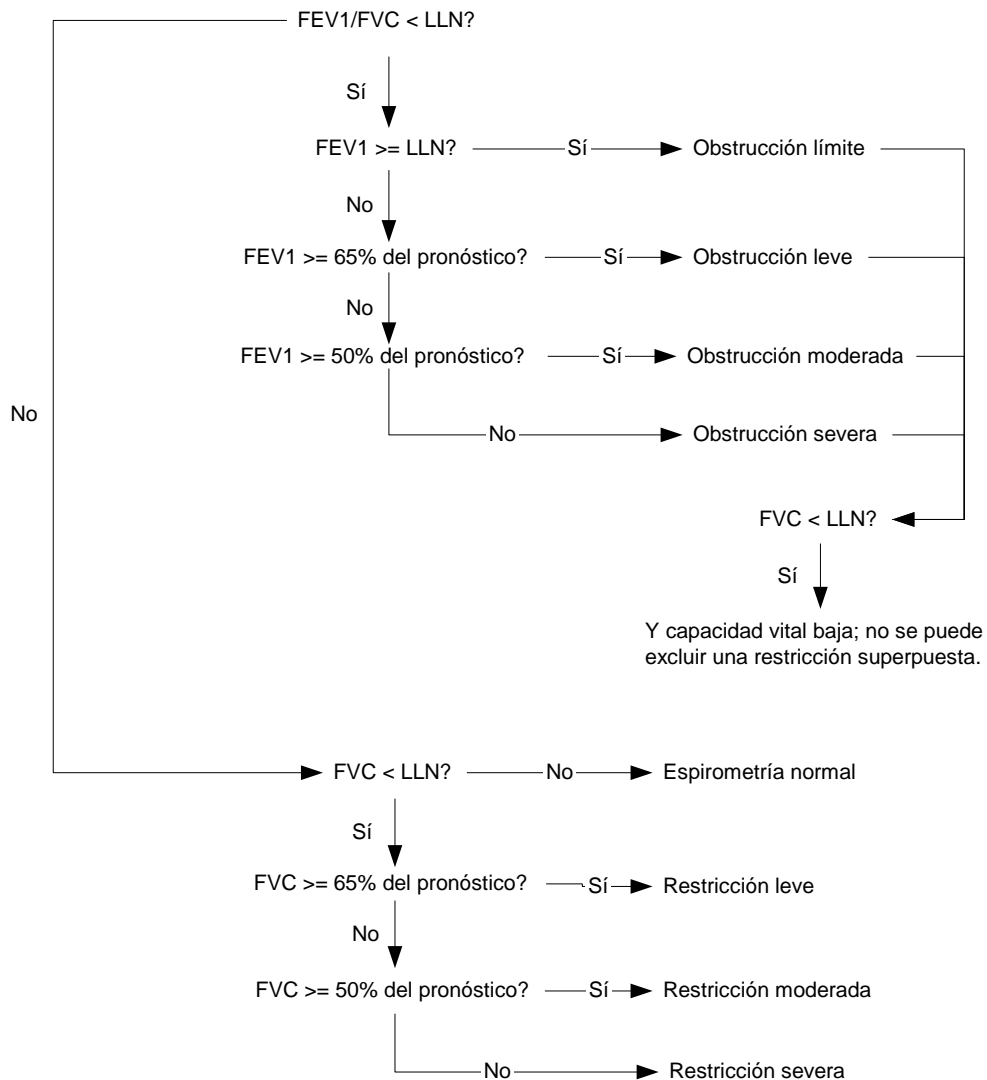 FEV1/FVC < LLN?
Sí
FEV1 >= LLN?
Sí
Obstrucción límite
No
FEV1 >= 65% del pronóstico?
Sí
Obstrucción leve
No
FEV1 >= 50% del pronóstico?
Sí
Obstrucción moderada
No
No
Obstrucción severa
FVC < LLN?
Sí
Y capacidad vital baja; no se puede
excluir una restricción superpuesta.
FVC < LLN?
No
Espirometría normal
Sí
FVC >= 65% del pronóstico?
Sí
Restricción leve
No
FVC >= 50% del pronóstico?
Sí
Restricción moderada
No
Restricción severa